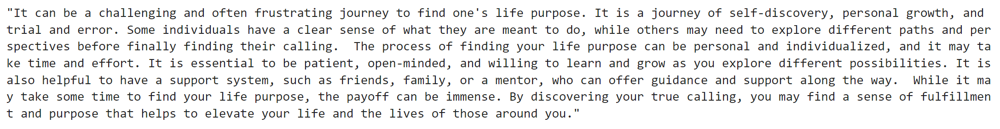 "It can be a challenging and often frustrating journey to find one's life purpose. It is a journey of self-discovery, personal growth, and
trial and error. Some individuals have a clear sense of what they are meant to do, while others may need to explore different paths and per
spectives before finally finding their calling.  The process of finding your life purpose can be personal and individualized, and it may ta
ke time and effort. It is essential to be patient, open-minded, and willing to learn and grow as you explore different possibilities. It is
also helpful to have a support system, such as friends, family, or a mentor, who can offer guidance and support along the way.  While it ma
y take some time to find your life purpose, the payoff can be immense. By discovering your true calling, you may find a sense of fulfillmen
t and purpose that helps to elevate your life and the lives of those around you."